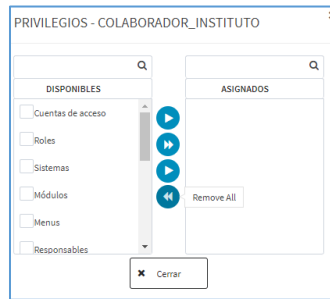 PRIVILEGIOS - COLABORADOR_INSTITUTO
DISPONIBLES
ASIGNADOS
Cuentas de acceso
Roles
Sistemas
Módulos
Menus
Responsables
Remove All
✖ Cerrar